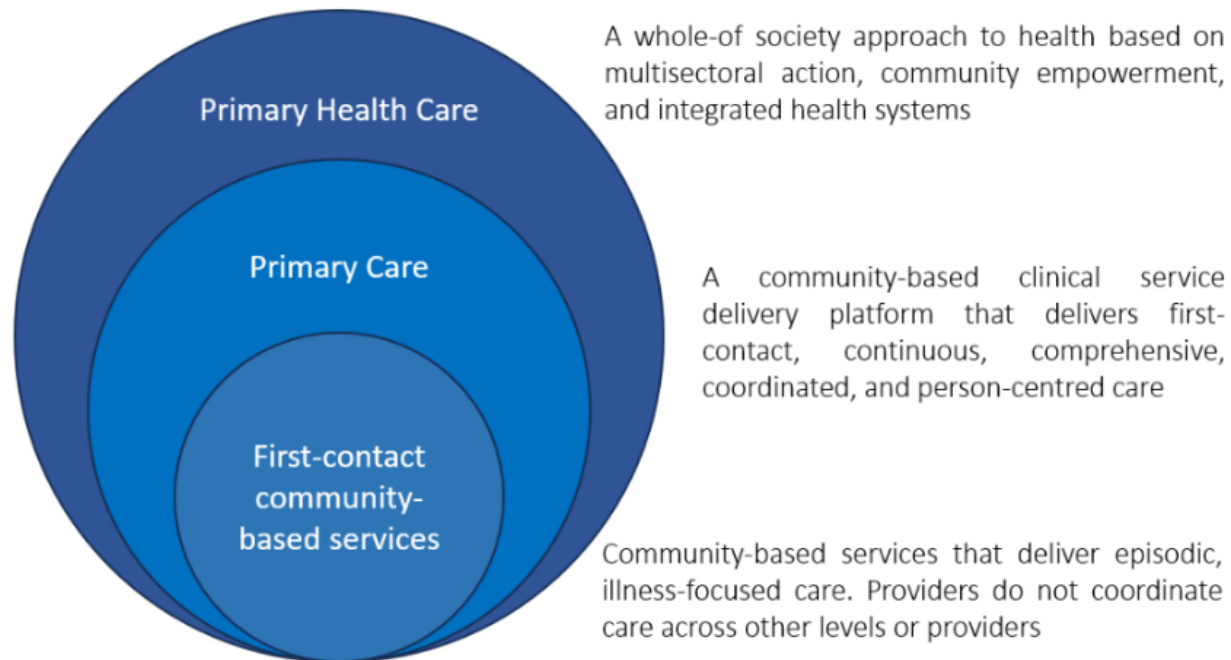 A whole-of society approach to health based on
multisectoral action, community empowerment,
and integrated health systems
Primary Health Care
Primary Care
A community-based clinical service
delivery platform that delivers first-
contact, continuous, comprehensive,
coordinated, and person-centred care
First-contact
community-
based services
Community-based services that deliver episodic,
illness-focused care. Providers do not coordinate
care across other levels or providers